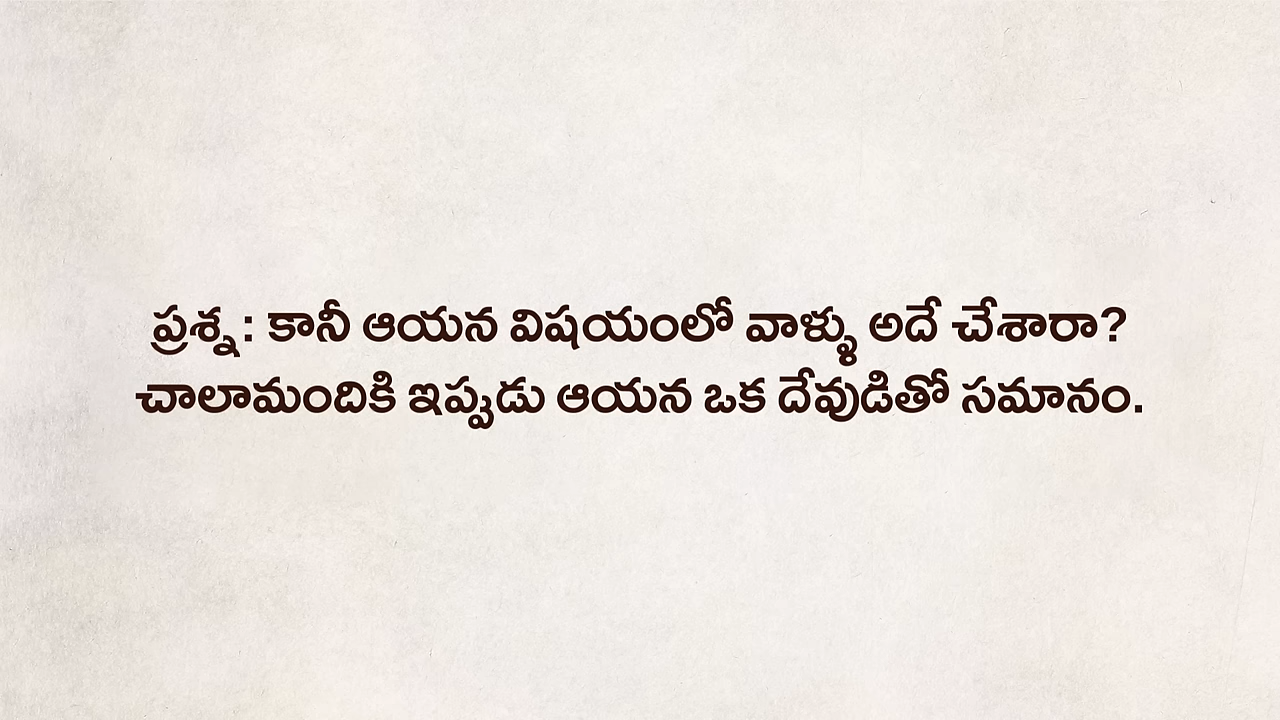 ప్రశ్న: కానీ ఆయన విషయంలో వాళ్ళు అదే చేశారా?
చాలామందికి ఇప్పుడు ఆయన ఒక దేవుడితో సమానం.